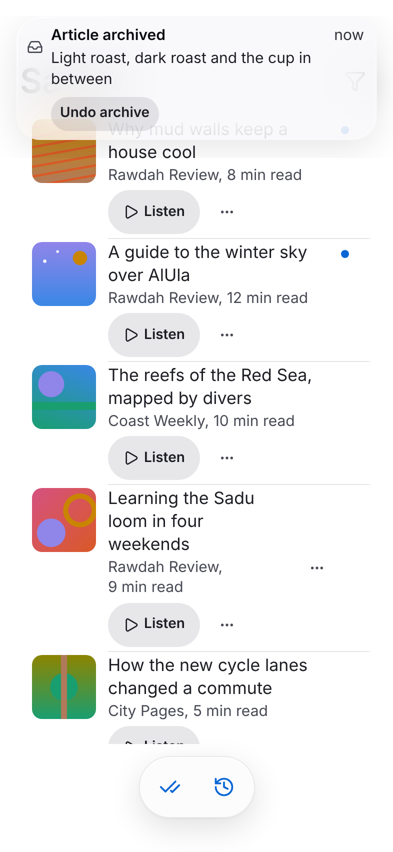 Article archived
now
Light roast, dark roast and the cup in
between
Undo archive
Why mud walls keep a
house cool
Rawdah Review, 8 min read
Listen
A guide to the winter sky
over AlUla
Rawdah Review, 12 min read
Listen
The reefs of the Red Sea,
mapped by divers
Coast Weekly, 10 min read
Listen
Learning the Sadu
loom in four
weekends
Rawdah Review,
9 min read
Listen
How the new cycle lanes
changed a commute
City Pages, 5 min read
Listen